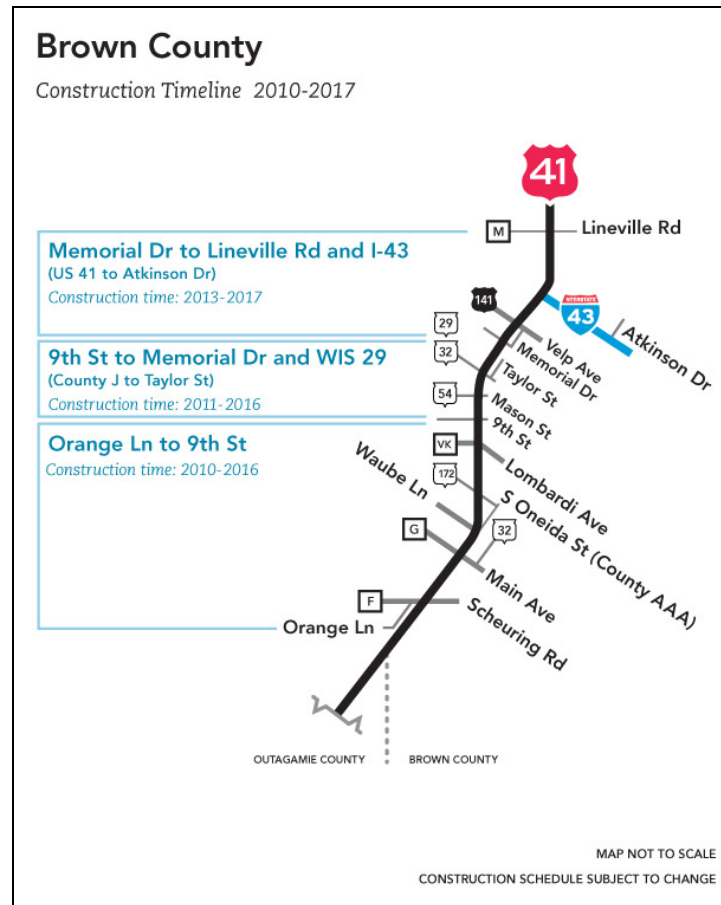 Brown County
Construction Timeline 2010-2017
41
M
Lineville Rd
Memorial Dr to Lineville Rd and I-43
(US 41 to Atkinson Dr)
Construction time: 2013-2017
141
INTERSTATE
43
Atkinson Dr
29
Velp Ave
Memorial Dr
9th St to Memorial Dr and WIS 29
(County J to Taylor St)
Construction time: 2011-2016
32
Taylor St
54
Mason St
9th St
Orange Ln to 9th St
Construction time: 2010-2016
VK
Lombardi Ave
172
Waube Ln
S Oneida St (County AAA)
G
32
Main Ave
F
Scheuring Rd
Orange Ln
OUTAGAMIE COUNTY
BROWN COUNTY
MAP NOT TO SCALE
CONSTRUCTION SCHEDULE SUBJECT TO CHANGE